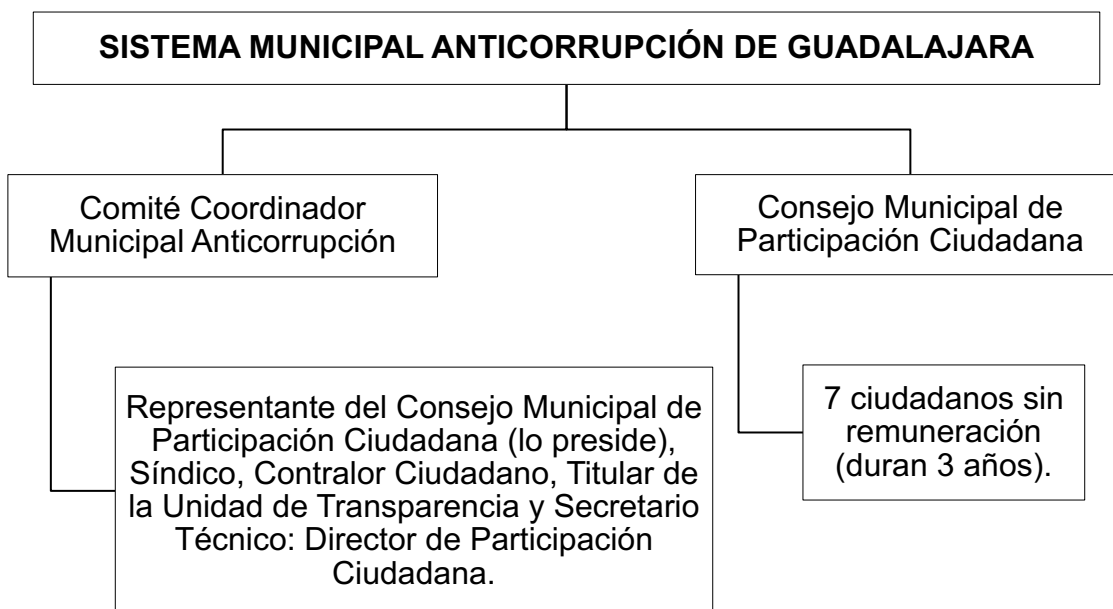 SISTEMA MUNICIPAL ANTICORRUPCIÓN DE GUADALAJARA
Comité Coordinador
Municipal Anticorrupción
Consejo Municipal de
Participación Ciudadana
Representante del Consejo Municipal de
Participación Ciudadana (lo preside),
Síndico, Contralor Ciudadano, Titular de
la Unidad de Transparencia y Secretario
Técnico: Director de Participación
Ciudadana.
7 ciudadanos sin
remuneración
(duran 3 años).